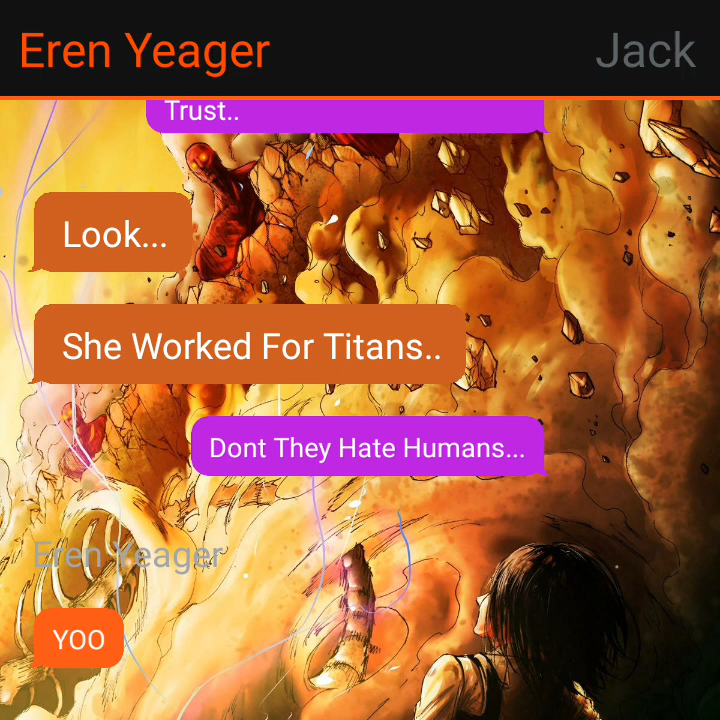 Eren Yeager
Jack
Trust..
Look...
She Worked For Titans..
Dont They Hate Humans...
Eren Yeager
YOO